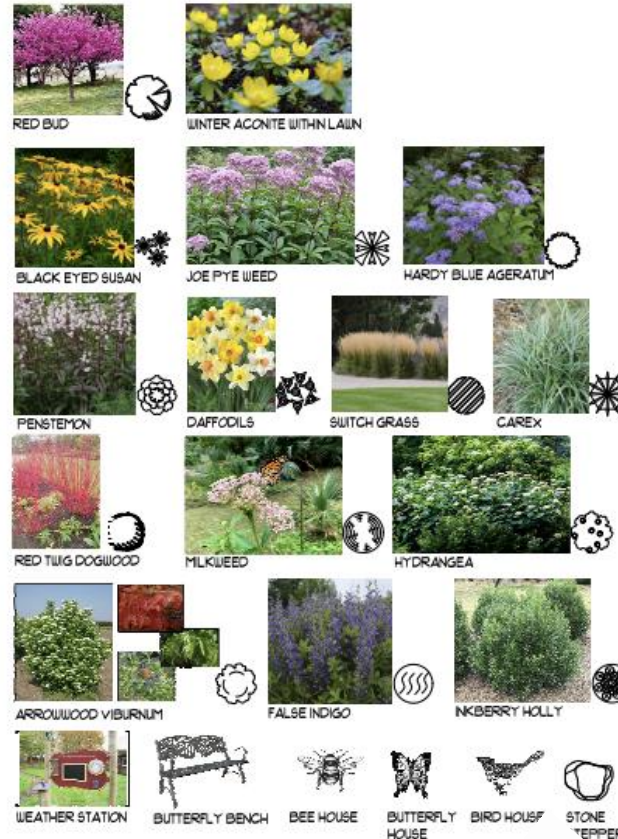 RED BUD
WINTER ACONITE WITHIN LAWN
BLACK EYED SUSAN
JOE PYE WEED
HARDY BLUE AGERATUM
PENSTEMON
DAFFODILS
SWITCH GRASS
CAREX
RED TWIG DOGWOOD
MILKWEED
HYDRANGEA
ARROWWOOD VIBURNUM
FALSE INDIGO
INKBERRY HOLLY
WEATHER STATION
BUTTERFLY BENCH
BEE HOUSE
BUTTERFLY
HOUSE
BIRD HOUSE
STONE
TEPPER